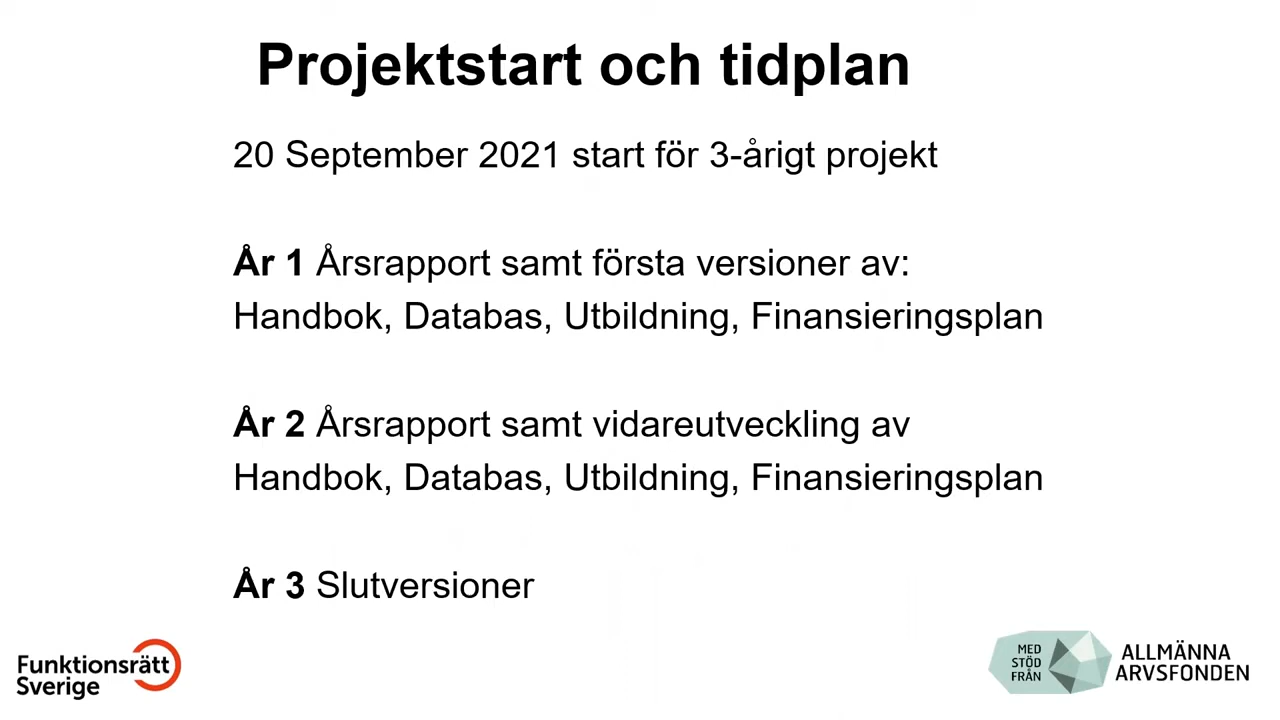 Projektstart och tidplan
20 September 2021 start för 3-årigt projekt
År 1 Årsrapport samt första versioner av:
Handbok, Databas, Utbildning, Finansieringsplan
År 2 Årsrapport samt vidareutveckling av
Handbok, Databas, Utbildning, Finansieringsplan
År 3 Slutversioner
Funktionsrätt
Sverige
MED
STÖD
FRÅN
ALLMÄNNA
ARVSFONDEN